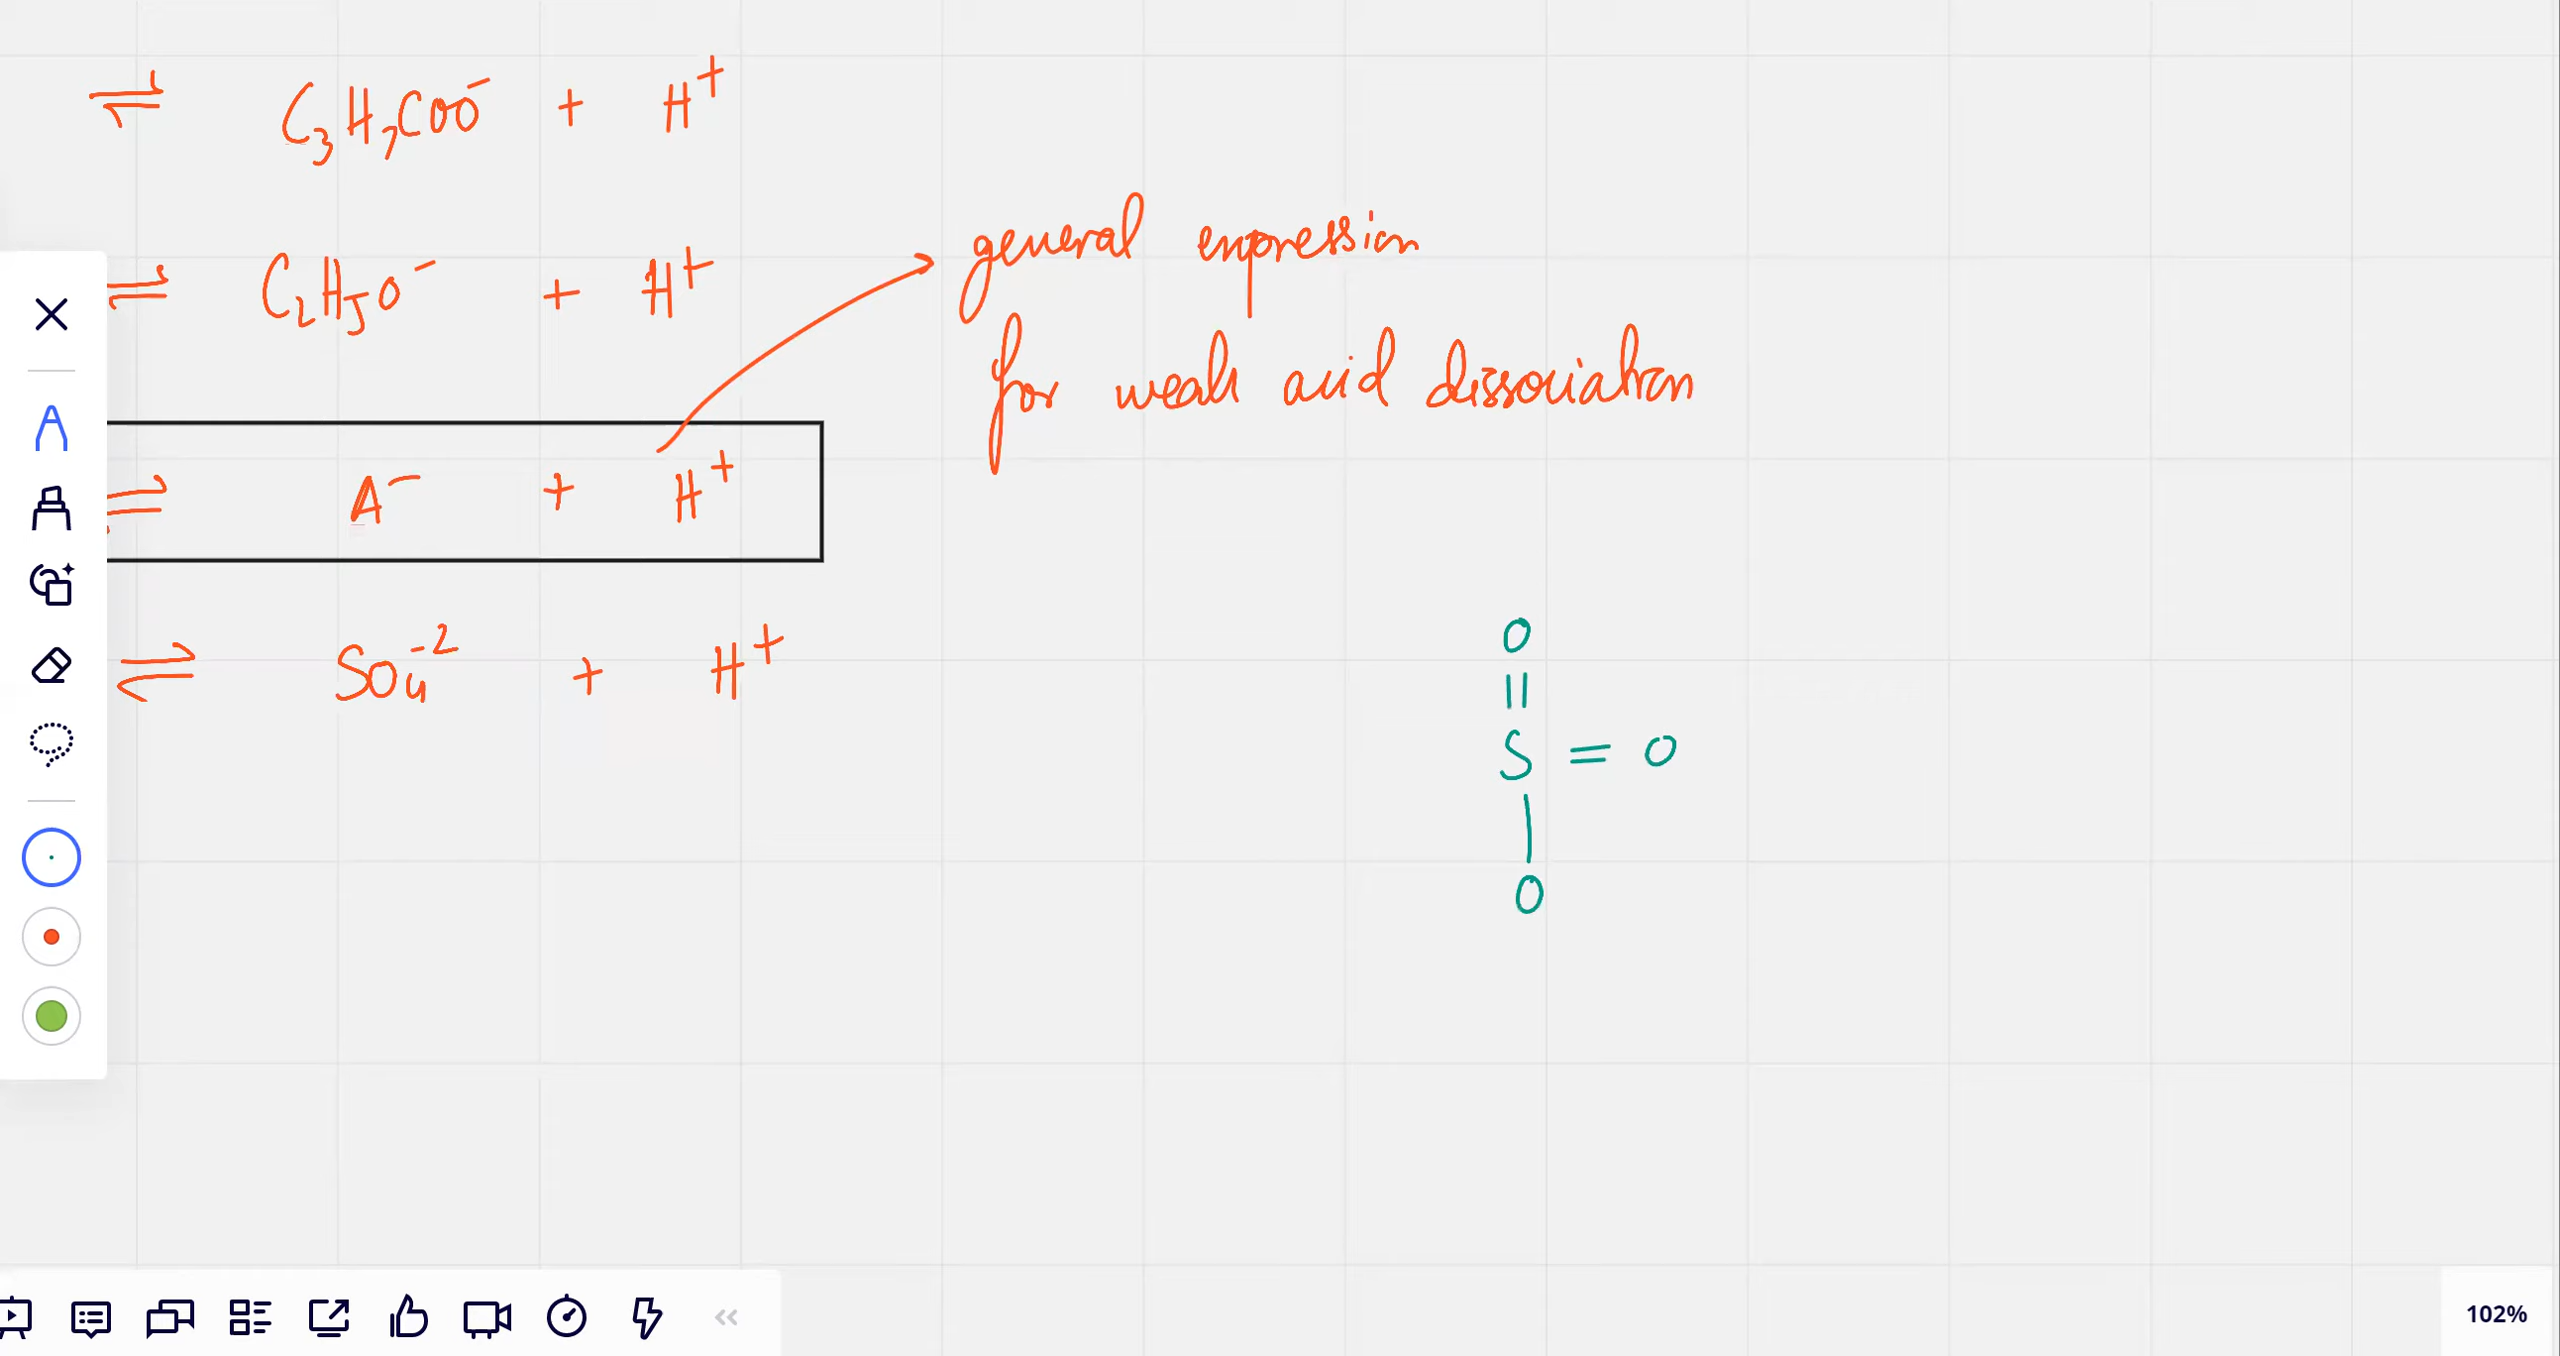 ⇌ C₃H₇COO⁻ + H⁺
⇌ C₂H₅O⁻ + H⁺
general expression
for weak acid dissociation
⇌ A⁻ + H⁺
⇌ SO₄⁻² + H⁺
O
||
S = O
|
O
102%